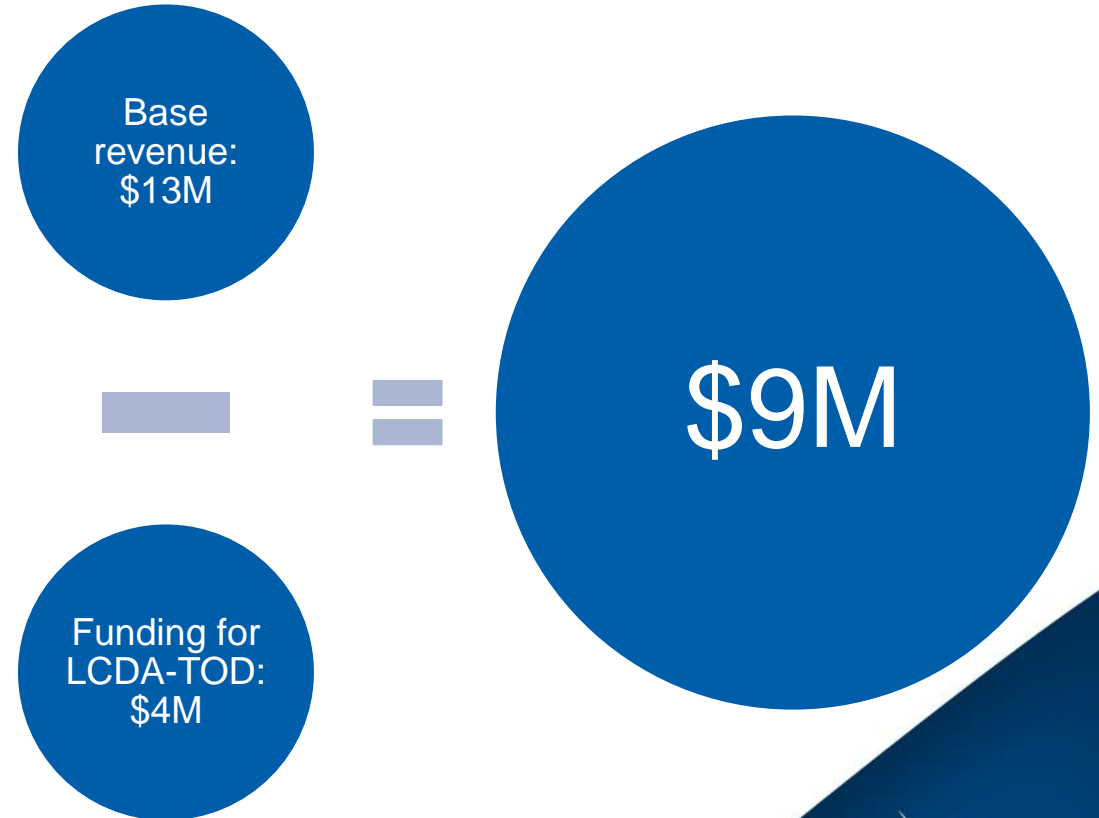 Base
revenue:
$13M
Funding for
LCDA-TOD:
$4M
$9M